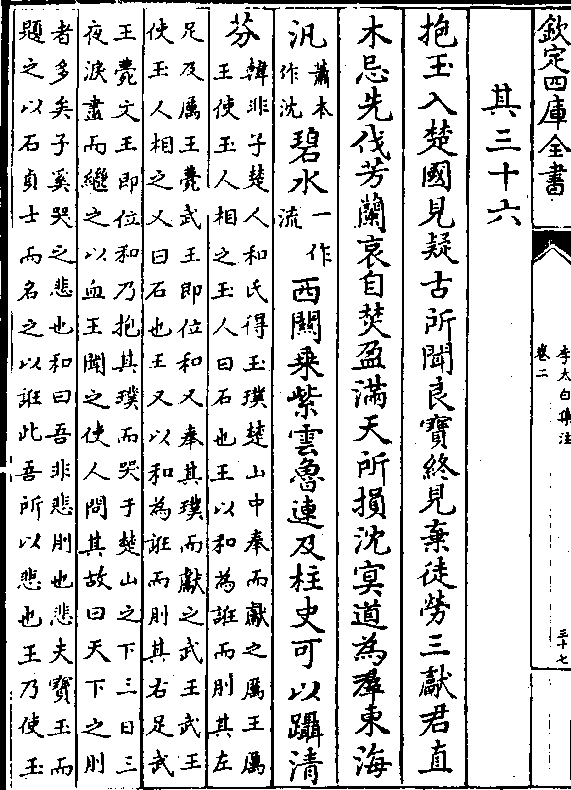 欽定四庫全書
李太白集注
卷二
三十七
其三十六
抱玉入楚國見疑古所聞良寶終見棄徒勞三獻君直
木忌先伐芳蘭哀自焚盈滿天所損沈冥道為羣東海
汎蕭本作沈碧水一作流西關乘紫雲魯連及柱史可以躡清
芬韓非子楚人和氏得玉璞楚山中奉而獻之厲王厲
王使玉人相之玉人曰石也王以和為誑而刖其左
足及厲王薨武王即位和又奉其璞而獻之武王武王
使玉人相之又曰石也王又以和為誑而刖其右足武
王薨文王即位和乃抱其璞而哭于楚山之下三日三
夜淚盡而繼之以血王聞之使人問其故曰天下之刖
者多矣子奚哭之悲也和曰吾非悲刖也悲夫寶玉而
題之以石貞士而名之以誑此吾所以悲也王乃使玉